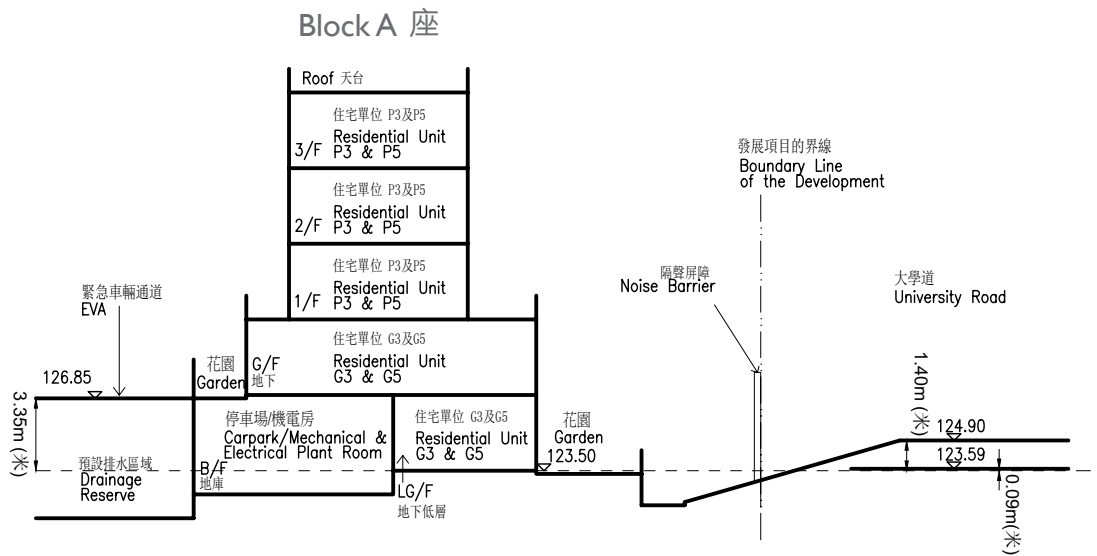 Block A 座
Roof 天台
住宅單位 P3及P5
Residential Unit
3/F P3 & P5
住宅單位 P3及P5
Residential Unit
2/F P3 & P5
住宅單位 P3及P5
Residential Unit
1/F P3 & P5
住宅單位 G3及G5
G/F Residential Unit
地下 G3 & G5
緊急車輛通道
EVA
花園
Garden
126.85
3.35m (米)
預設排水區域
Drainage
Reserve
停車場/機電房
Carpark/Mechanical &
Electrical Plant Room
B/F
地庫
住宅單位 G3及G5
Residential Unit
G3 & G5
LG/F
地下低層
花園
Garden
123.50
隔聲屏障
Noise Barrier
發展項目的界線
Boundary Line
of the Development
大學道
University Road
1.40m (米)
124.90
123.59
0.09m(米)